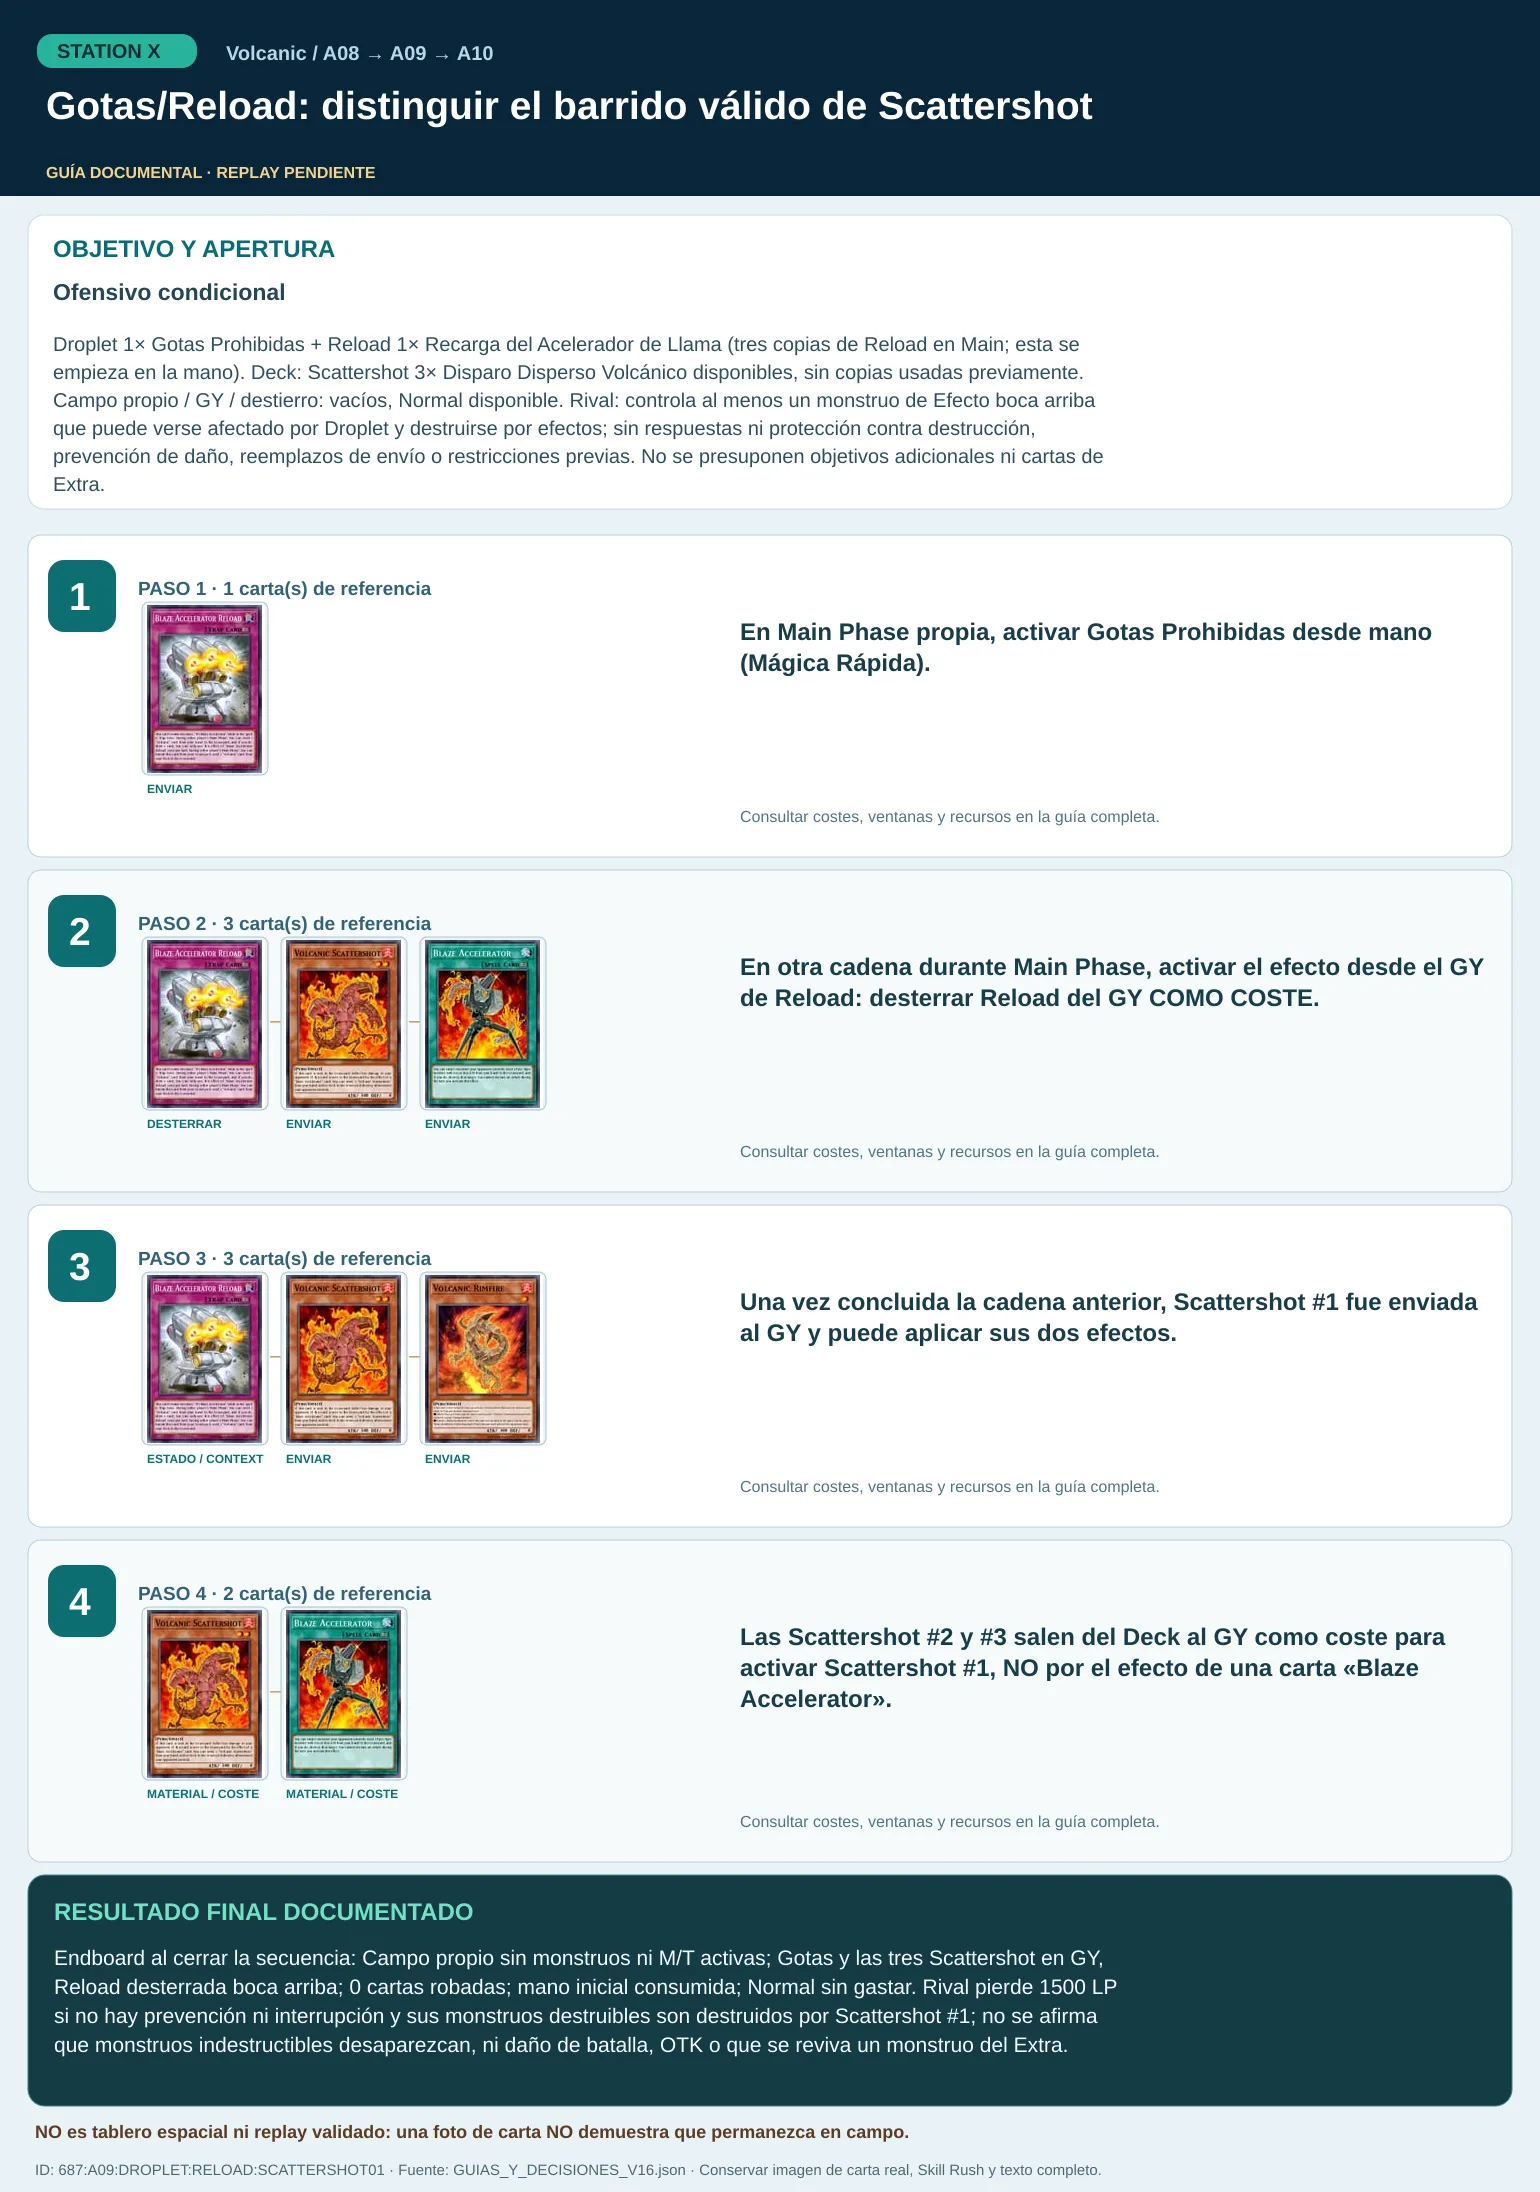 STATION X
Volcanic / A08 → A09 → A10
Gotas/Reload: distinguir el barrido válido de Scattershot
GUÍA DOCUMENTAL · REPLAY PENDIENTE
OBJETIVO Y APERTURA
Ofensivo condicional
Droplet 1× Gotas Prohibidas + Reload 1× Recarga del Acelerador de Llama (tres copias de Reload en Main; esta se
empieza en la mano). Deck: Scattershot 3× Disparo Disperso Volcánico disponibles, sin copias usadas previamente.
Campo propio / GY / destierro: vacíos, Normal disponible. Rival: controla al menos un monstruo de Efecto boca arriba
que puede verse afectado por Droplet y destruirse por efectos; sin respuestas ni protección contra destrucción,
prevención de daño, reemplazos de envío o restricciones previas. No se presuponen objetivos adicionales ni cartas de
Extra.
1
PASO 1 · 1 carta(s) de referencia
BLAZE ACCELERATOR RELOAD
ENVIAR
En Main Phase propia, activar Gotas Prohibidas desde mano
(Mágica Rápida).
Consultar costes, ventanas y recursos en la guía completa.
2
PASO 2 · 3 carta(s) de referencia
BLAZE ACCELERATOR RELOAD
VOLCANIC SCATTERSHOT
BLAZE ACCELERATOR
DESTERRAR
ENVIAR
ENVIAR
En otra cadena durante Main Phase, activar el efecto desde el GY
de Reload: desterrar Reload del GY COMO COSTE.
Consultar costes, ventanas y recursos en la guía completa.
3
PASO 3 · 3 carta(s) de referencia
BLAZE ACCELERATOR RELOAD
VOLCANIC SCATTERSHOT
VOLCANIC RIMFIRE
ESTADO / CONTEXT
ENVIAR
ENVIAR
Una vez concluida la cadena anterior, Scattershot #1 fue enviada
al GY y puede aplicar sus dos efectos.
Consultar costes, ventanas y recursos en la guía completa.
4
PASO 4 · 2 carta(s) de referencia
VOLCANIC SCATTERSHOT
BLAZE ACCELERATOR
MATERIAL / COSTE
MATERIAL / COSTE
Las Scattershot #2 y #3 salen del Deck al GY como coste para
activar Scattershot #1, NO por el efecto de una carta «Blaze
Accelerator».
Consultar costes, ventanas y recursos en la guía completa.
RESULTADO FINAL DOCUMENTADO
Endboard al cerrar la secuencia: Campo propio sin monstruos ni M/T activas; Gotas y las tres Scattershot en GY,
Reload desterrada boca arriba; 0 cartas robadas; mano inicial consumida; Normal sin gastar. Rival pierde 1500 LP
si no hay prevención ni interrupción y sus monstruos destruibles son destruidos por Scattershot #1; no se afirma
que monstruos indestructibles desaparezcan, ni daño de batalla, OTK o que se reviva un monstruo del Extra.
NO es tablero espacial ni replay validado: una foto de carta NO demuestra que permanezca en campo.
ID: 687:A09:DROPLET:RELOAD:SCATTERSHOT01 · Fuente: GUIAS_Y_DECISIONES_V16.json · Conservar imagen de carta real, Skill Rush y texto completo.